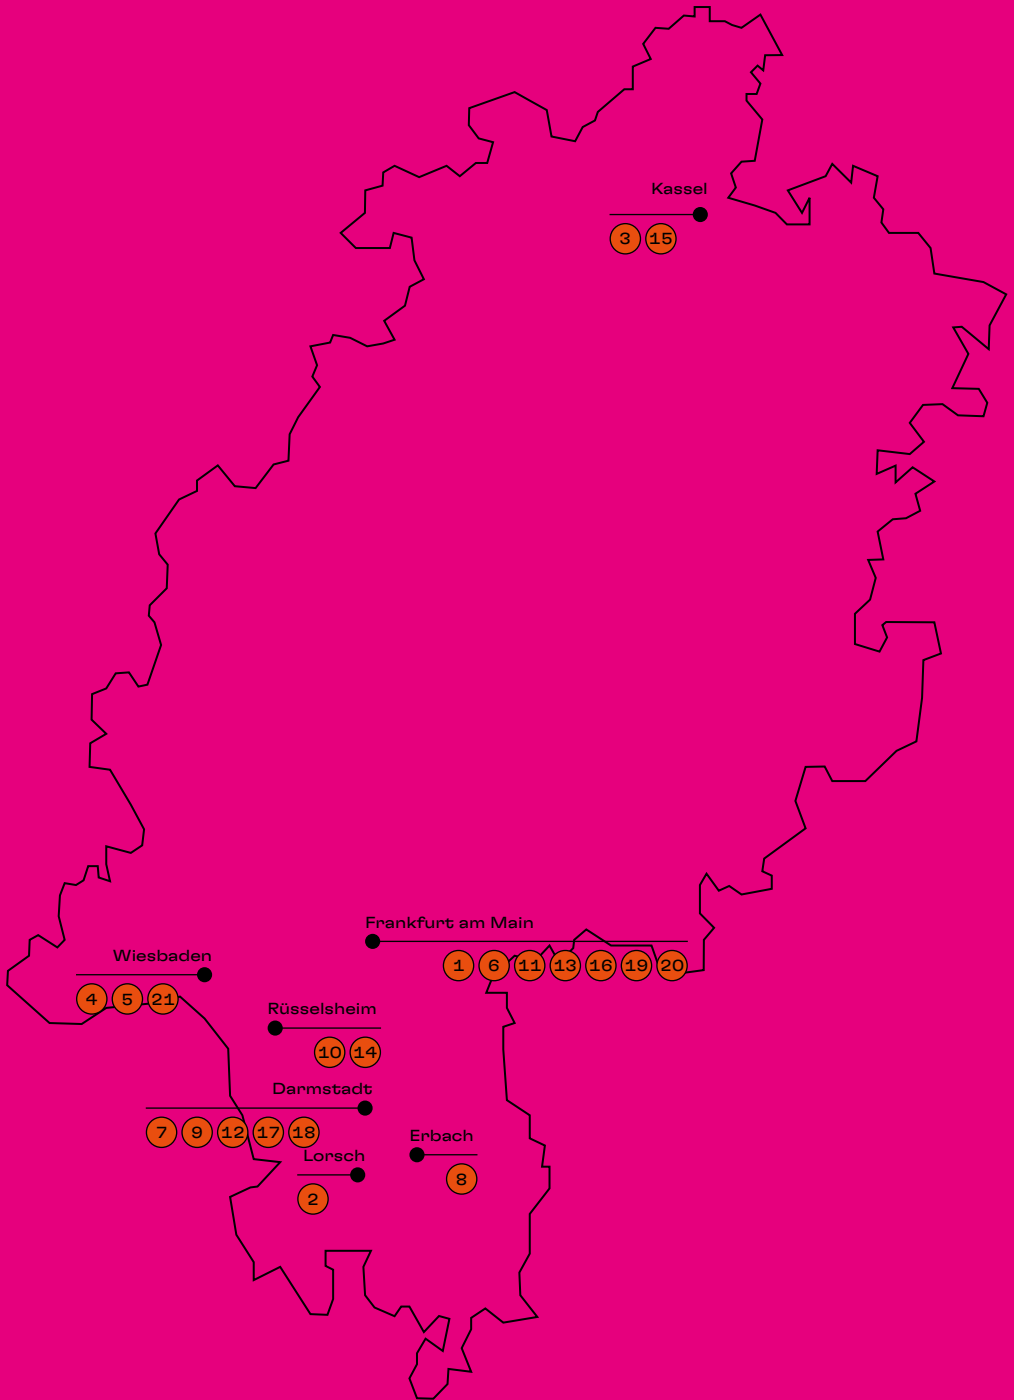 Kassel
3 15
Frankfurt am Main
1 6 11 13 16 19 20
Wiesbaden
4 5 21
Rüsselsheim
10 14
Darmstadt
7 9 12 17 18
Erbach
8
Lorsch
2